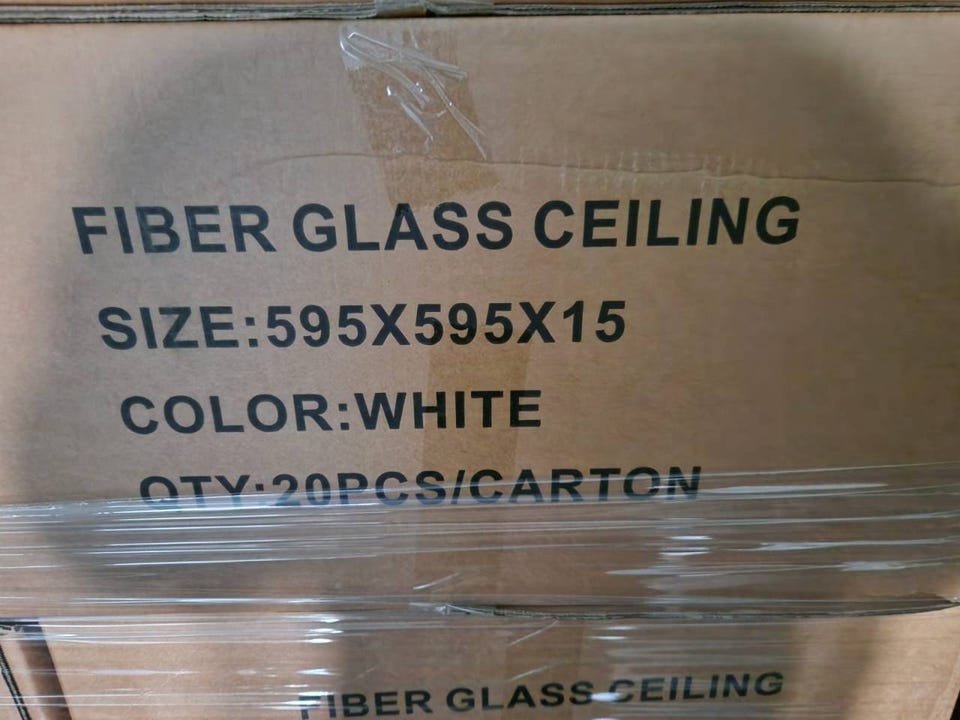 FIBER GLASS CEILING
SIZE:595X595X15
COLOR:WHITE
QTY:20PCS/CARTON
FIBER GLASS CEILING